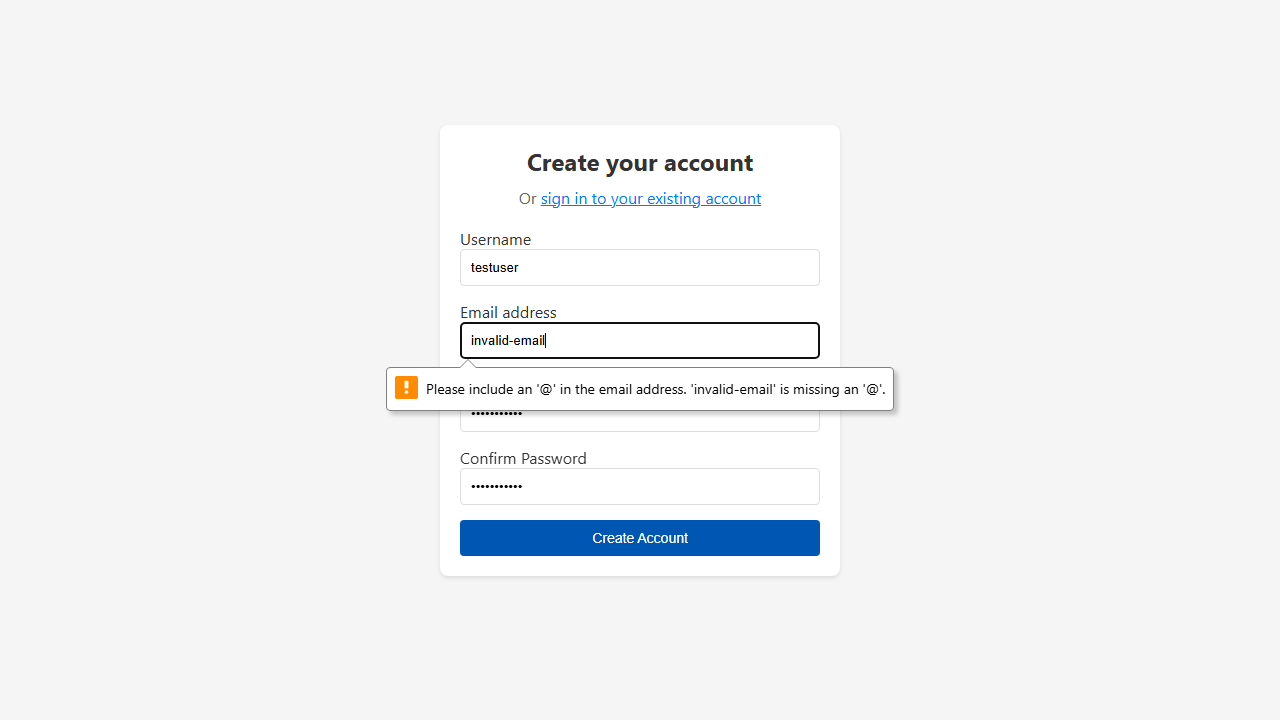 Create your account
Or sign in to your existing account
Username
testuser
Email address
invalid-email
Please include an '@' in the email address. 'invalid-email' is missing an '@'.
•••••••••••
Confirm Password
•••••••••••
Create Account